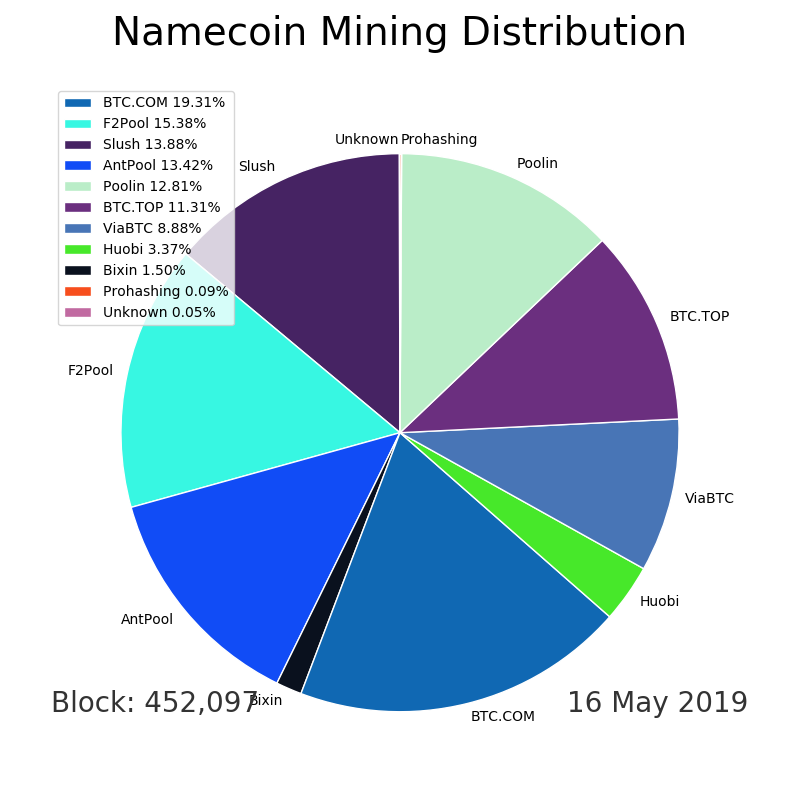 Namecoin Mining Distribution
BTC.COM 19.31%
F2Pool 15.38%
Slush 13.88%
AntPool 13.42%
Poolin 12.81%
BTC.TOP 11.31%
ViaBTC 8.88%
Huobi 3.37%
Bixin 1.50%
Prohashing 0.09%
Unknown 0.05%
Unknown
Prohashing
Slush
Poolin
BTC.TOP
F2Pool
ViaBTC
Huobi
AntPool
Bixin
BTC.COM
Block: 452,097
16 May 2019